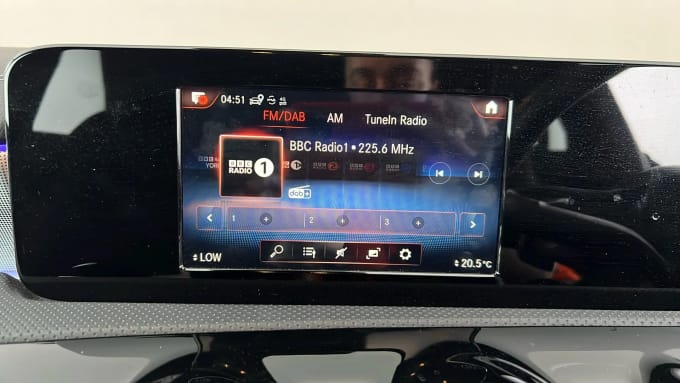 04:51 4G
FM/DAB AM TuneIn Radio
BBC Radio1 • 225.6 MHz
BBC
RADIO 1
dab+
1 + 2 + 3 +
LOW
20.5°C